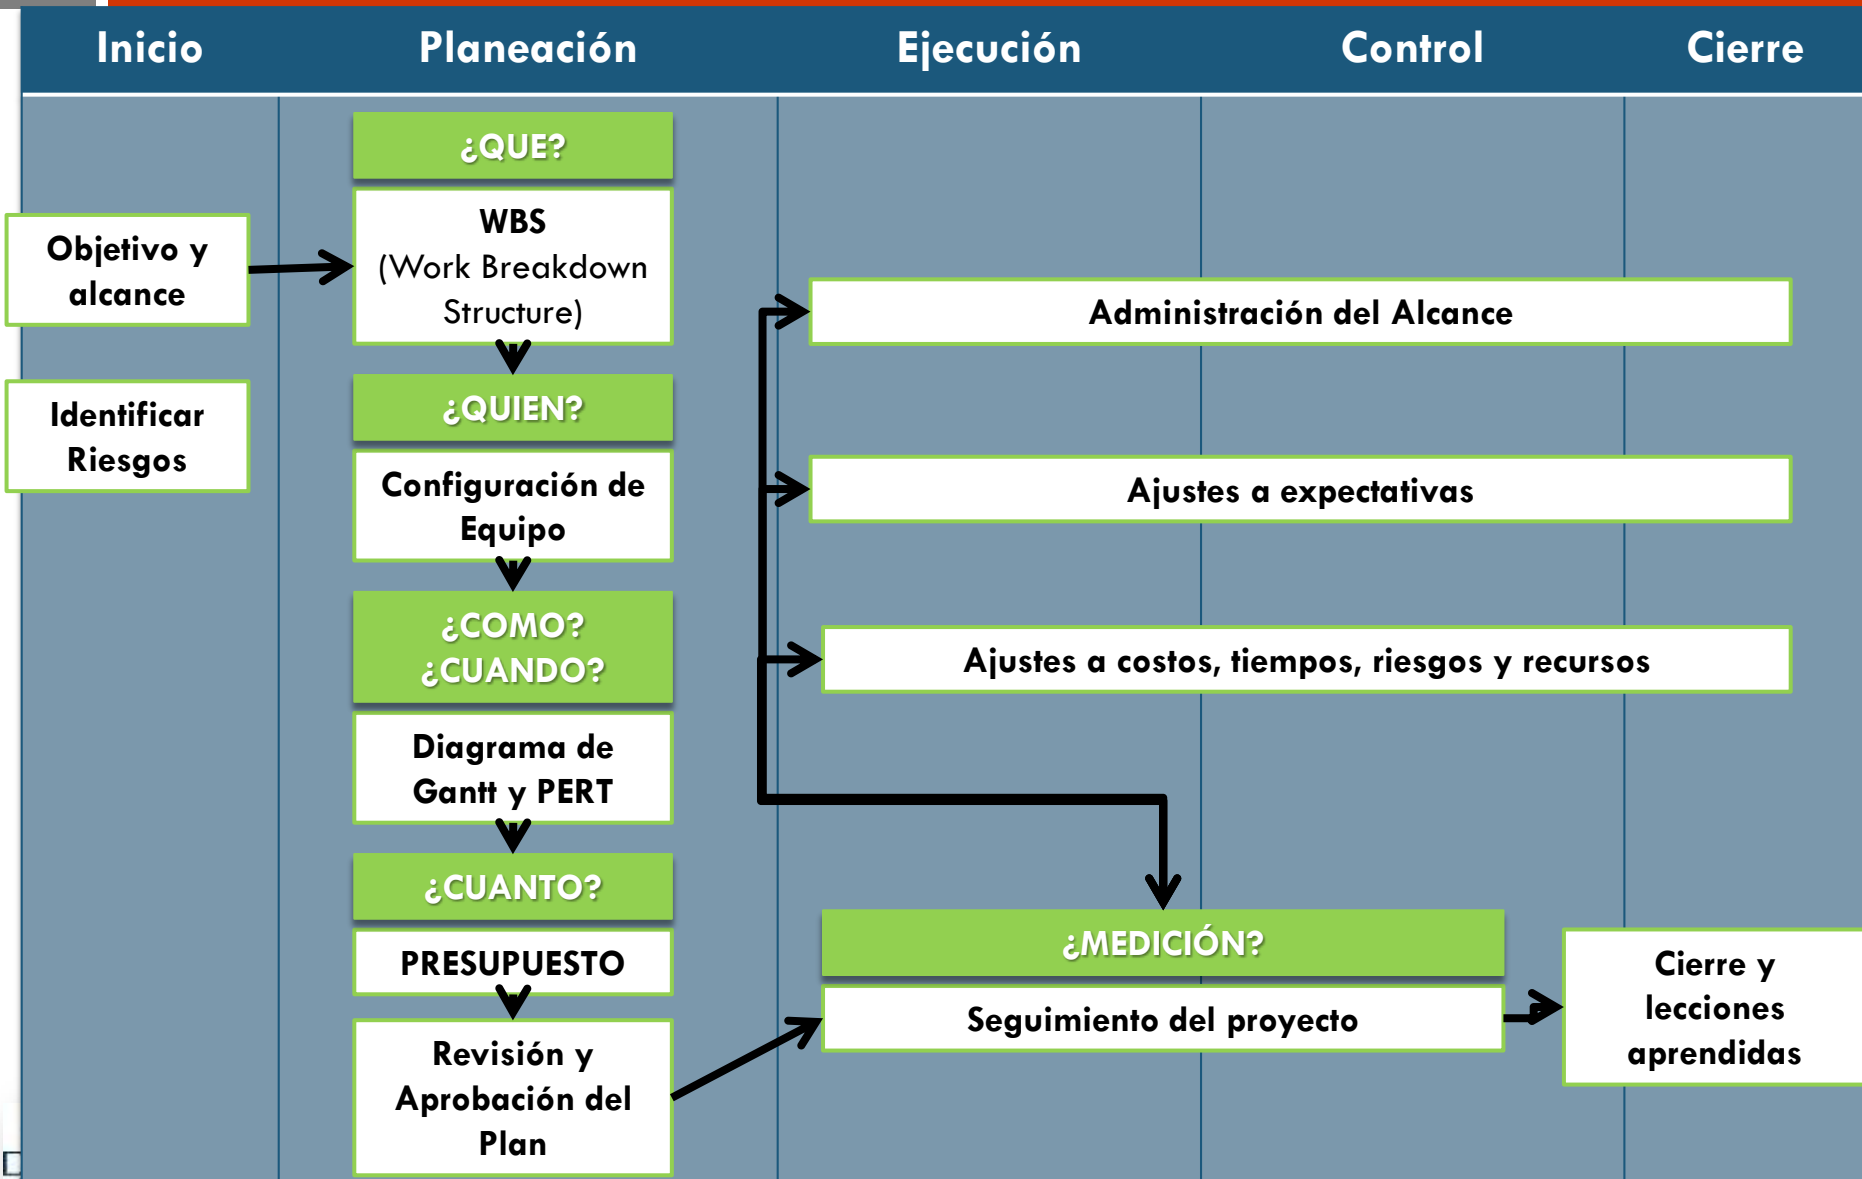 Inicio
Planeación
Ejecución
Control
Cierre
Objetivo y
alcance
Identificar
Riesgos
¿QUE?
WBS
(Work Breakdown
Structure)
¿QUIEN?
Configuración de
Equipo
¿COMO?
¿CUANDO?
Diagrama de
Gantt y PERT
¿CUANTO?
PRESUPUESTO
Revisión y
Aprobación del
Plan
Administración del Alcance
Ajustes a expectativas
Ajustes a costos, tiempos, riesgos y recursos
¿MEDICIÓN?
Seguimiento del proyecto
Cierre y
lecciones
aprendidas